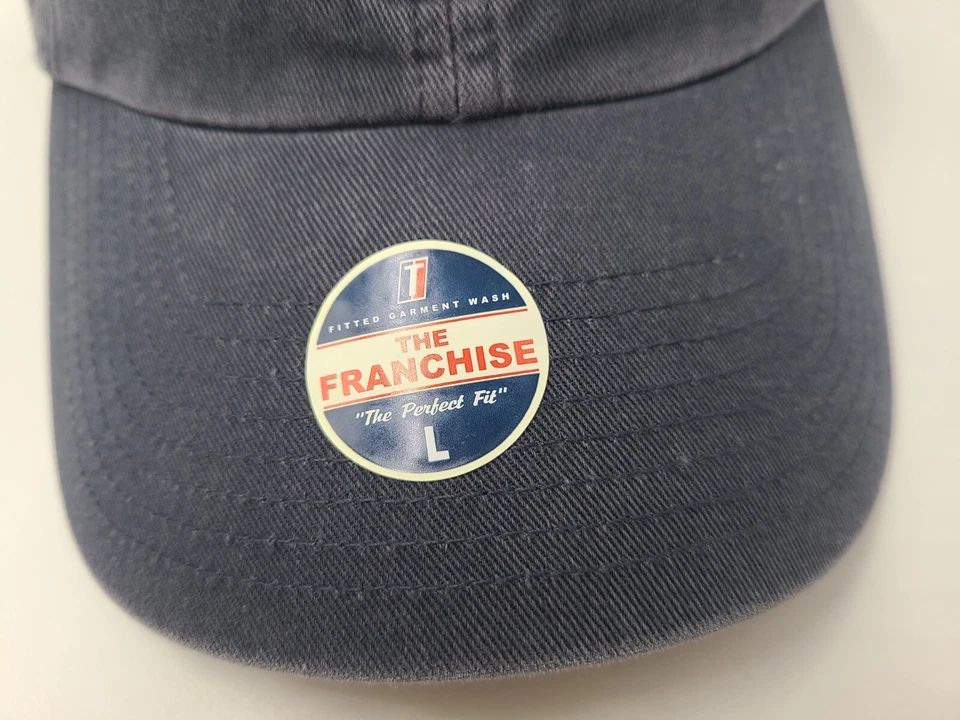 T
FITTED GARMENT WASH
THE
FRANCHISE
"The Perfect Fit"
L